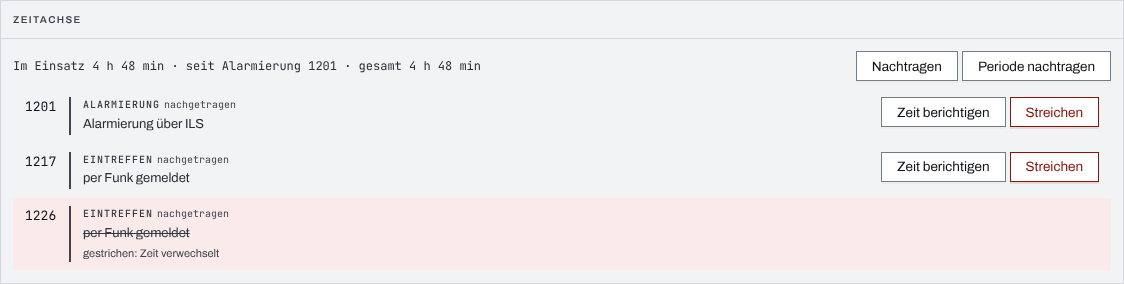 ZEITACHSE
Im Einsatz 4 h 48 min · seit Alarmierung 1201 · gesamt 4 h 48 min
Nachtragen
Periode nachtragen
1201
ALARMIERUNG nachgetragen
Alarmierung über ILS
Zeit berichtigen
Streichen
1217
EINTREFFEN nachgetragen
per Funk gemeldet
Zeit berichtigen
Streichen
1226
EINTREFFEN nachgetragen
per Funk gemeldet
gestrichen: Zeit verwechselt